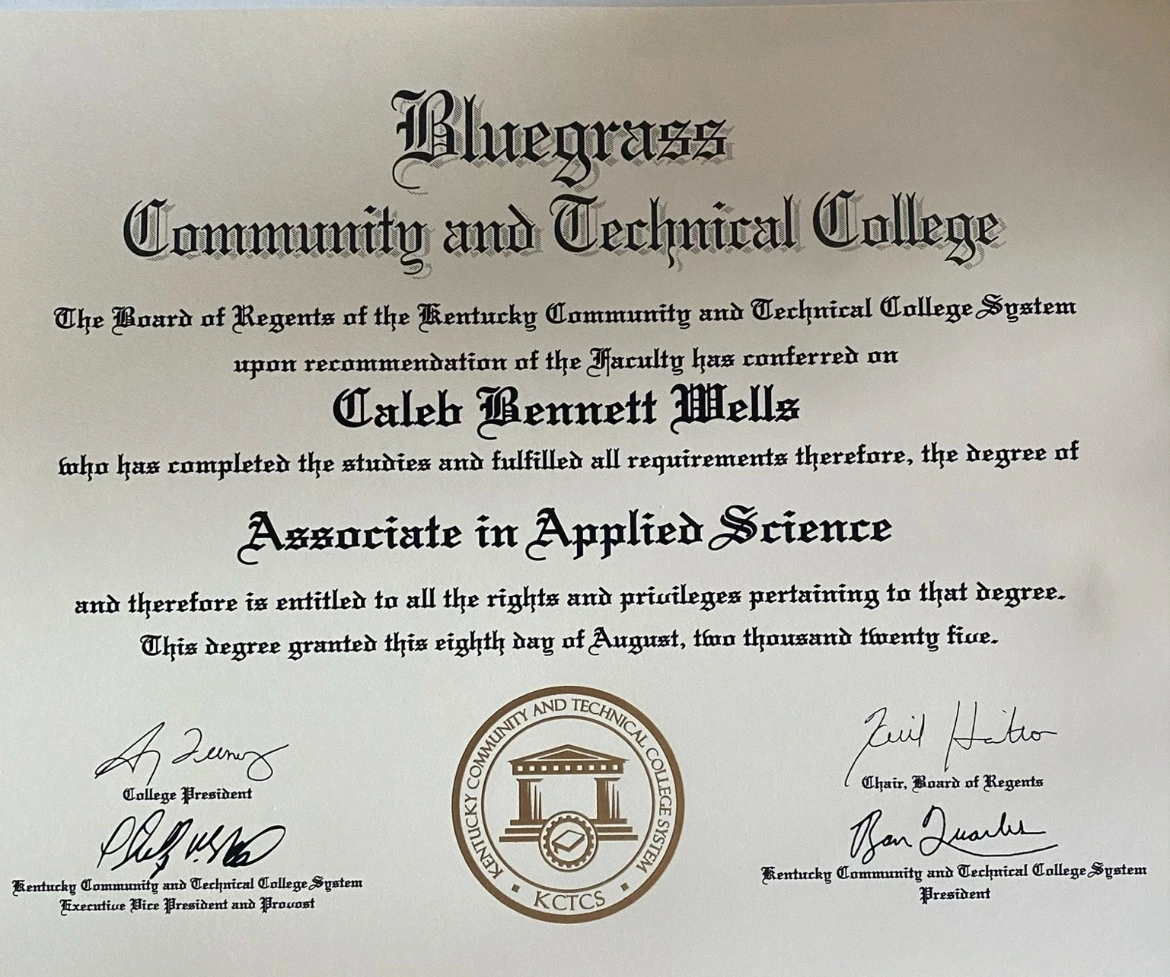 Bluegrass
Community and Technical College
The Board of Regents of the Kentucky Community and Technical College System
upon recommendation of the Faculty has conferred on
Caleb Bennett Wells
who has completed the studies and fulfilled all requirements therefore, the degree of
Associate in Applied Science
and therefore is entitled to all the rights and privileges pertaining to that degree.
This degree granted this eighth day of August, two thousand twenty five.
College President
Kentucky Community and Technical College System
Executive Vice President and Provost
KENTUCKY COMMUNITY AND TECHNICAL COLLEGE SYSTEM
KCTCS
Chair, Board of Regents
Kentucky Community and Technical College System
President